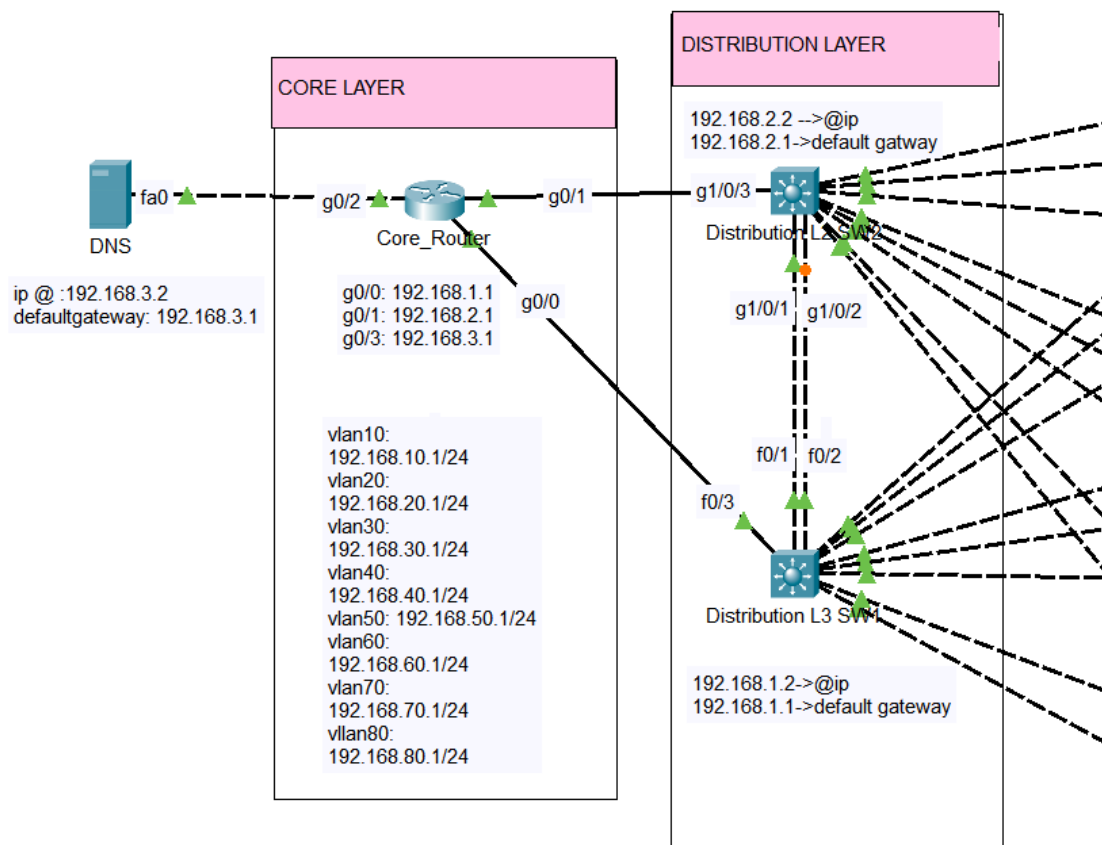 DISTRIBUTION LAYER
CORE LAYER
192.168.2.2 -->@ip
192.168.2.1->default gatway
fa0
g0/2
g0/1
g1/0/3
DNS
Core_Router
Distribution L2 SW2
ip @ :192.168.3.2
defaultgateway: 192.168.3.1
g0/0: 192.168.1.1
g0/1: 192.168.2.1
g0/3: 192.168.3.1
g0/0
g1/0/1
g1/0/2
vlan10:
192.168.10.1/24
vlan20:
192.168.20.1/24
vlan30:
192.168.30.1/24
vlan40:
192.168.40.1/24
vlan50: 192.168.50.1/24
vlan60:
192.168.60.1/24
vlan70:
192.168.70.1/24
vllan80:
192.168.80.1/24
f0/1
f0/2
f0/3
Distribution L3 SW1
192.168.1.2->@ip
192.168.1.1->default gateway